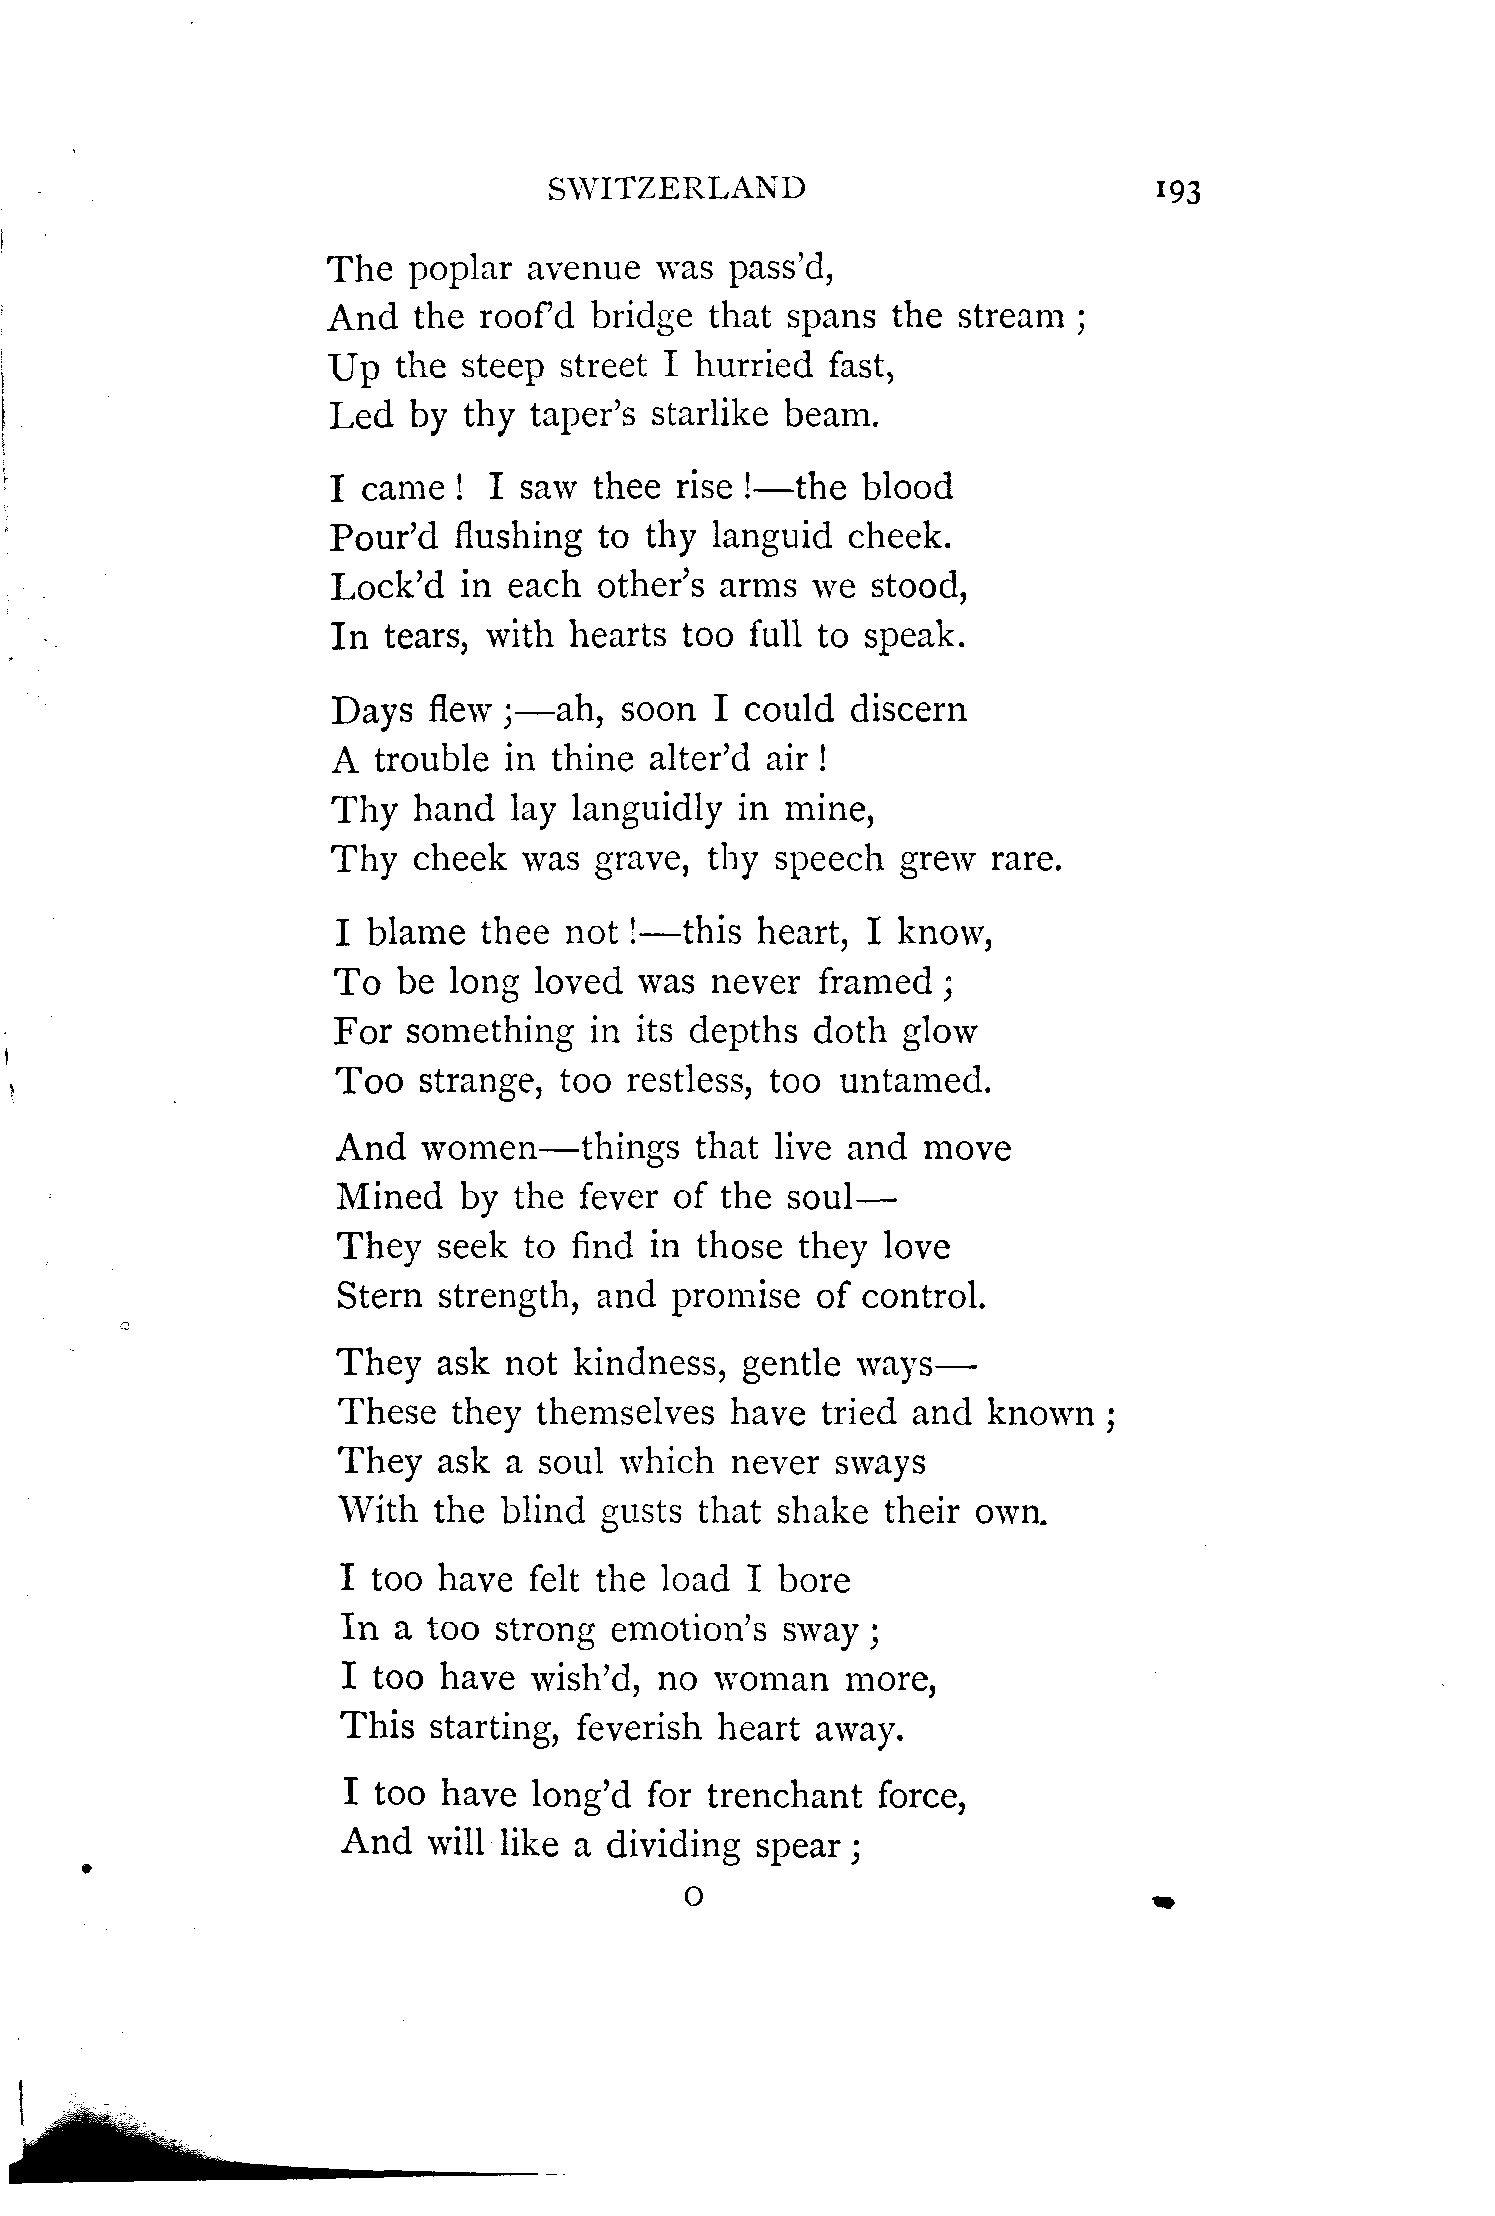 SWITZERLAND 193
The poplar avenue was pass'd,
And the roof'd bridge that spans the stream ;
Up the steep street I hurried fast,
Led by thy taper's starlike beam.
I came ! I saw thee rise !—the blood
Pour'd flushing to thy languid cheek.
Lock'd in each other's arms we stood,
In tears, with hearts too full to speak.
Days flew ;—ah, soon I could discern
A trouble in thine alter'd air !
Thy hand lay languidly in mine,
Thy cheek was grave, thy speech grew rare.
I blame thee not !—this heart, I know,
To be long loved was never framed ;
For something in its depths doth glow
Too strange, too restless, too untamed.
And women—things that live and move
Mined by the fever of the soul—
They seek to find in those they love
Stern strength, and promise of control.
They ask not kindness, gentle ways—
These they themselves have tried and known ;
They ask a soul which never sways
With the blind gusts that shake their own.
I too have felt the load I bore
In a too strong emotion's sway ;
I too have wish'd, no woman more,
This starting, feverish heart away.
I too have long'd for trenchant force,
And will like a dividing spear ;
O